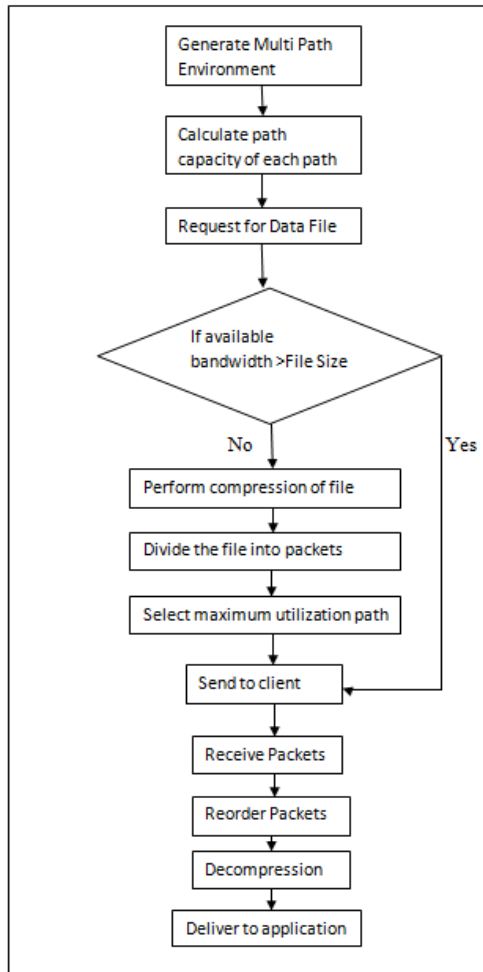 Generate Multi Path
Environment
Calculate path
capacity of each path
Request for Data File
If available
bandwidth >File Size
No
Yes
Perform compression of file
Divide the file into packets
Select maximum utilization path
Send to client
Receive Packets
Reorder Packets
Decompression
Deliver to application